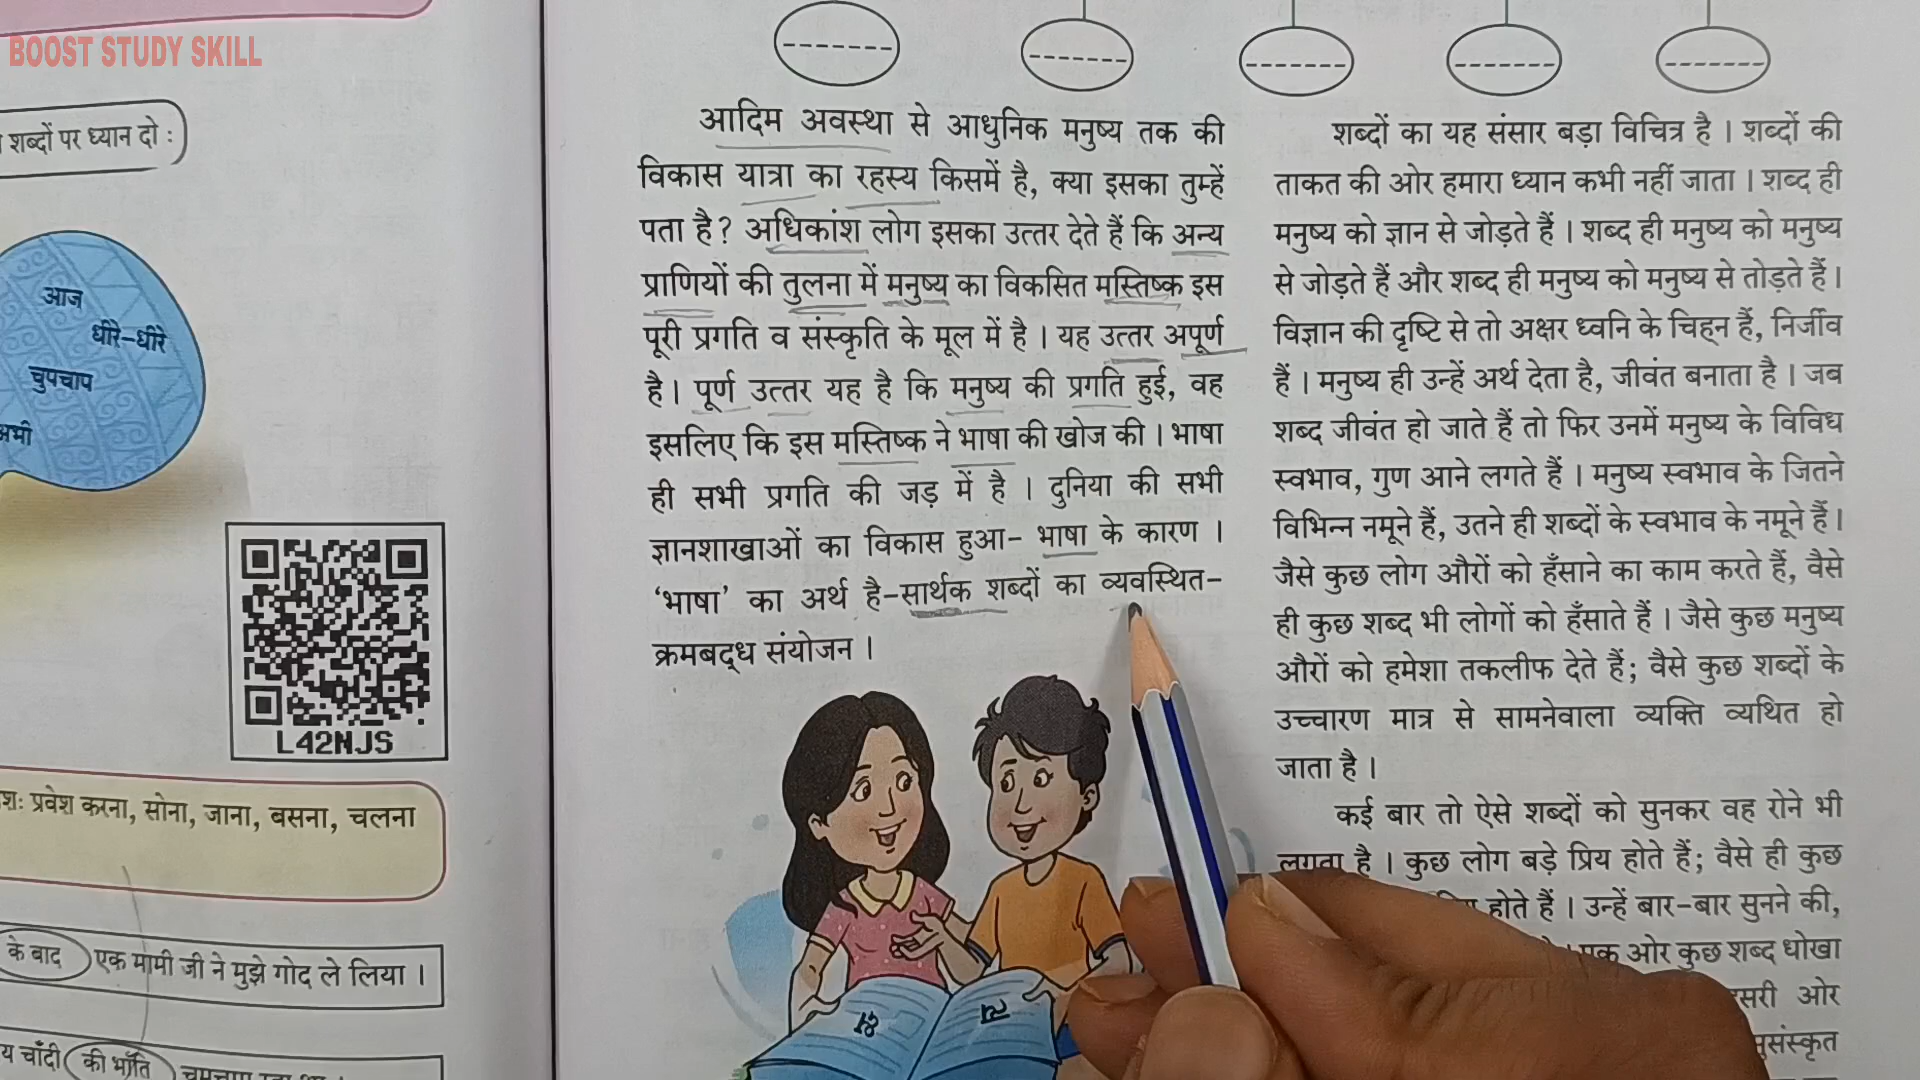 BOOST STUDY SKILL
शब्दों पर ध्यान दो :
आज
धीरे-धीरे
चुपचाप
अभी
L42NJS
प्रवेश करना, सोना, जाना, बसना, चलना
के बाद एक मामी जी ने मुझे गोद ले लिया ।
चाँदी की भाँति
आदिम अवस्था से आधुनिक मनुष्य तक की
विकास यात्रा का रहस्य किसमें है, क्या इसका तुम्हें
पता है ? अधिकांश लोग इसका उत्तर देते हैं कि अन्य
प्राणियों की तुलना में मनुष्य का विकसित मस्तिष्क इस
पूरी प्रगति व संस्कृति के मूल में है । यह उत्तर अपूर्ण
है । पूर्ण उत्तर यह है कि मनुष्य की प्रगति हुई, वह
इसलिए कि इस मस्तिष्क ने भाषा की खोज की । भाषा
ही सभी प्रगति की जड़ में है । दुनिया की सभी
ज्ञानशाखाओं का विकास हुआ- भाषा के कारण ।
‘भाषा’ का अर्थ है-सार्थक शब्दों का व्यवस्थित-
क्रमबद्ध संयोजन ।
शब्दों का यह संसार बड़ा विचित्र है । शब्दों की
ताकत की ओर हमारा ध्यान कभी नहीं जाता । शब्द ही
मनुष्य को ज्ञान से जोड़ते हैं । शब्द ही मनुष्य को मनुष्य
से जोड़ते हैं और शब्द ही मनुष्य को मनुष्य से तोड़ते हैं ।
विज्ञान की दृष्टि से तो अक्षर ध्वनि के चिह्न हैं, निर्जीव
हैं । मनुष्य ही उन्हें अर्थ देता है, जीवंत बनाता है । जब
शब्द जीवंत हो जाते हैं तो फिर उनमें मनुष्य के विविध
स्वभाव, गुण आने लगते हैं । मनुष्य स्वभाव के जितने
विभिन्न नमूने हैं, उतने ही शब्दों के स्वभाव के नमूने हैं ।
जैसे कुछ लोग औरों को हँसाने का काम करते हैं, वैसे
ही कुछ शब्द भी लोगों को हँसाते हैं । जैसे कुछ मनुष्य
औरों को हमेशा तकलीफ देते हैं; वैसे कुछ शब्दों के
उच्चारण मात्र से सामनेवाला व्यक्ति व्यथित हो
जाता है ।
कई बार तो ऐसे शब्दों को सुनकर वह रोने भी
लगता है । कुछ लोग बड़े प्रिय होते हैं; वैसे ही कुछ
होते हैं । उन्हें बार-बार सुनने की,
एक ओर कुछ शब्द धोखा
ओर
सुसंस्कृत